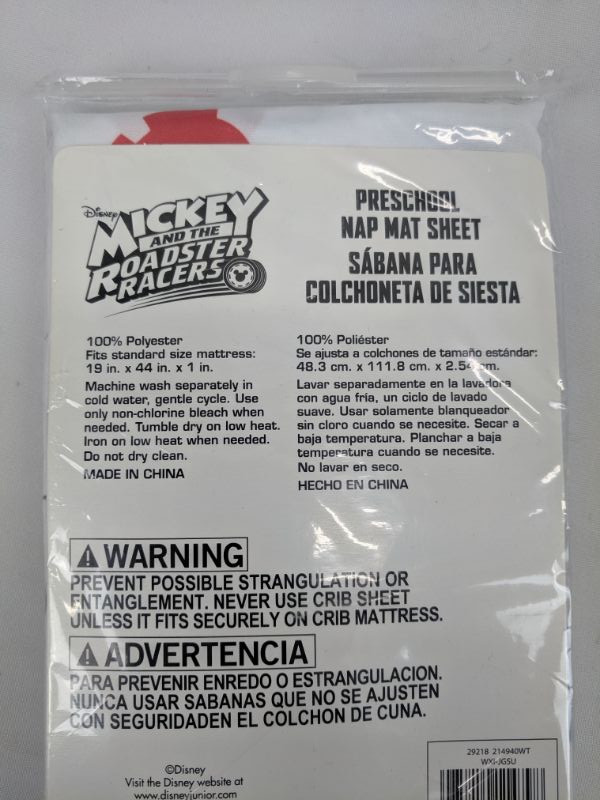 Disney
MICKEY
AND THE
ROADSTER
RACERS
PRESCHOOL
NAP MAT SHEET
SÁBANA PARA
COLCHONETA DE SIESTA
100% Polyester
Fits standard size mattress:
19 in. x 44 in. x 1 in.
Machine wash separately in
cold water, gentle cycle. Use
only non-chlorine bleach when
needed. Tumble dry on low heat.
Iron on low heat when needed.
Do not dry clean.
MADE IN CHINA
100% Poliéster
Se ajusta a colchones de tamaño estándar:
48.3 cm. x 111.8 cm. x 2.54 cm.
Lavar separadamente en la lavadora
con agua fría, un ciclo de lavado
suave. Usar solamente blanqueador
sin cloro cuando se necesite. Secar a
baja temperatura. Planchar a baja
temperatura cuando se necesite.
No lavar en seco.
HECHO EN CHINA
WARNING
PREVENT POSSIBLE STRANGULATION OR
ENTANGLEMENT. NEVER USE CRIB SHEET
UNLESS IT FITS SECURELY ON CRIB MATTRESS.
ADVERTENCIA
PARA PREVENIR ENREDO O ESTRANGULACION.
NUNCA USAR SABANAS QUE NO SE AJUSTEN
CON SEGURIDADEN EL COLCHON DE CUNA.
©Disney
Visit the Disney website at
www.disneyjunior.com
29218 214940WT
WXI-JGSU